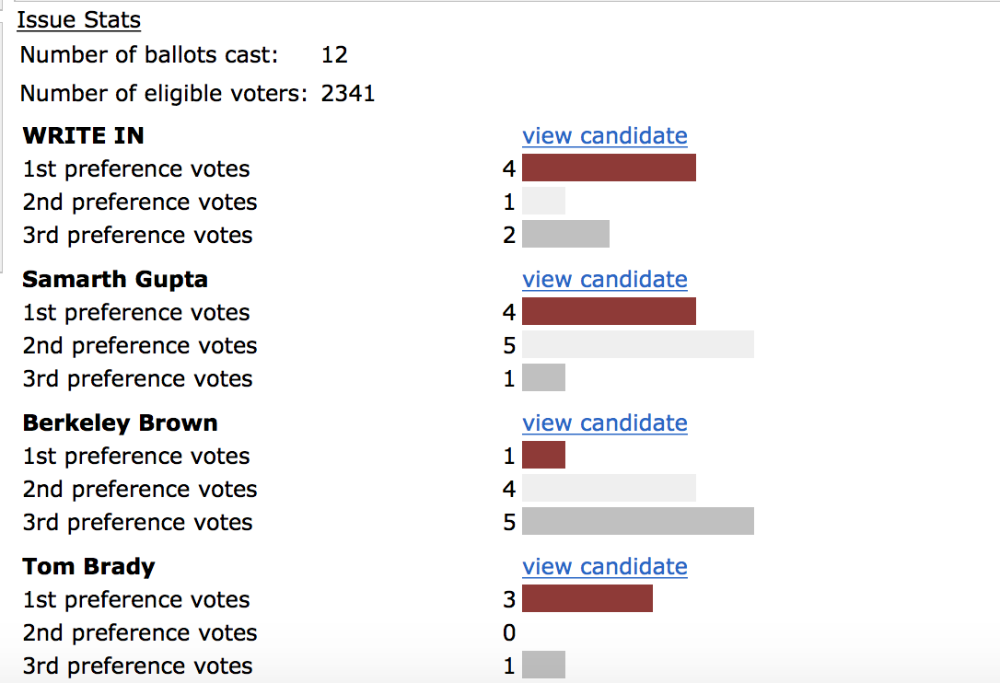 Issue Stats
Number of ballots cast: 12
Number of eligible voters: 2341
WRITE IN view candidate
1st preference votes 4
2nd preference votes 1
3rd preference votes 2
Samarth Gupta view candidate
1st preference votes 4
2nd preference votes 5
3rd preference votes 1
Berkeley Brown view candidate
1st preference votes 1
2nd preference votes 4
3rd preference votes 5
Tom Brady view candidate
1st preference votes 3
2nd preference votes 0
3rd preference votes 1